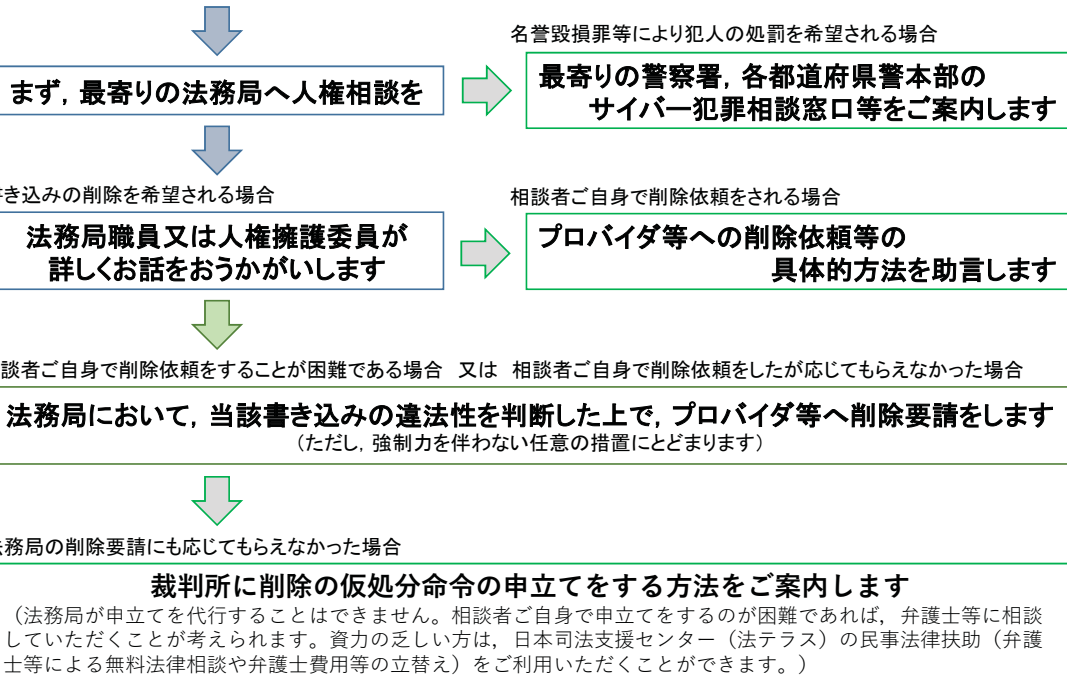 名誉毀損罪等により犯人の処罰を希望される場合
まず，最寄りの法務局へ人権相談を
最寄りの警察署，各都道府県警本部の
サイバー犯罪相談窓口等をご案内します
き込みの削除を希望される場合
相談者ご自身で削除依頼をされる場合
法務局職員又は人権擁護委員が
詳しくお話をおうかがいします
プロバイダ等への削除依頼等の
具体的方法を助言します
談者ご自身で削除依頼をすることが困難である場合　又は　相談者ご自身で削除依頼をしたが応じてもらえなかった場合
法務局において，当該書き込みの違法性を判断した上で，プロバイダ等へ削除要請をします
（ただし，強制力を伴わない任意の措置にとどまります）
務局の削除要請にも応じてもらえなかった場合
裁判所に削除の仮処分命令の申立てをする方法をご案内します
（法務局が申立てを代行することはできません。相談者ご自身で申立てをするのが困難であれば，弁護士等に相談
していただくことが考えられます。資力の乏しい方は，日本司法支援センター（法テラス）の民事法律扶助（弁護
士等による無料法律相談や弁護士費用等の立替え）をご利用いただくことができます。）